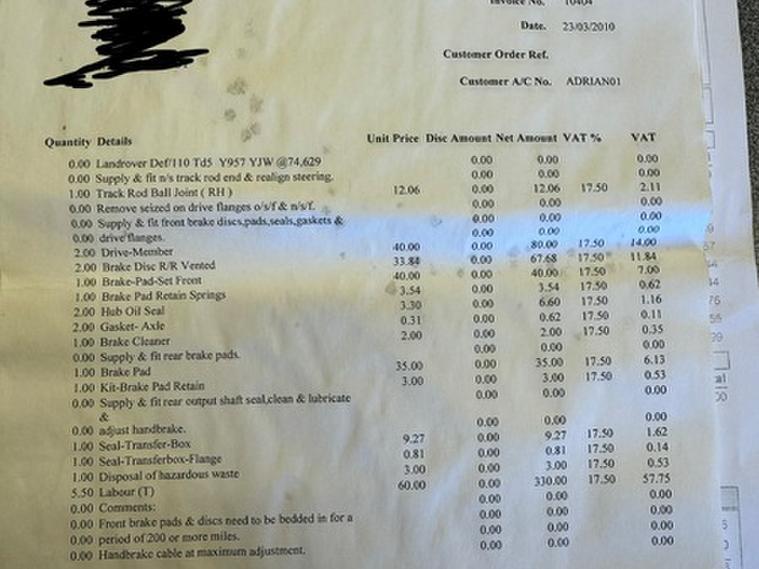 Invoice No. 10404
Date. 23/03/2010
Customer Order Ref.
Customer A/C No. ADRIAN01
Quantity Details Unit Price Disc Amount Net Amount VAT % VAT
0.00 Landrover Def/110 Td5 Y957 YJW @74,629 0.00 0.00 0.00
0.00 Supply & fit n/s track rod end & realign steering. 0.00 0.00 0.00
1.00 Track Rod Ball Joint ( RH ) 12.06 0.00 12.06 17.50 2.11
0.00 Remove seized on drive flanges o/s/f & n/s/f. 0.00 0.00 0.00
0.00 Supply & fit front brake discs,pads,seals,gaskets & 0.00 0.00 0.00
0.00 drive flanges. 0.00 0.00 0.00
2.00 Drive-Member 40.00 0.00 80.00 17.50 14.00
2.00 Brake Disc R/R Vented 33.84 0.00 67.68 17.50 11.84
1.00 Brake-Pad-Set Front 40.00 0.00 40.00 17.50 7.00
1.00 Brake Pad Retain Springs 3.54 0.00 3.54 17.50 0.62
2.00 Hub Oil Seal 3.30 0.00 6.60 17.50 1.16
2.00 Gasket- Axle 0.31 0.00 0.62 17.50 0.11
1.00 Brake Cleaner 2.00 0.00 2.00 17.50 0.35
0.00 Supply & fit rear brake pads. 0.00 0.00 0.00
1.00 Brake Pad 35.00 0.00 35.00 17.50 6.13
1.00 Kit-Brake Pad Retain 3.00 0.00 3.00 17.50 0.53
0.00 Supply & fit rear output shaft seal,clean & lubricate 0.00 0.00 0.00
&
0.00 adjust handbrake. 0.00 0.00 0.00
1.00 Seal-Transfer-Box 9.27 0.00 9.27 17.50 1.62
1.00 Seal-Transferbox-Flange 0.81 0.00 0.81 17.50 0.14
1.00 Disposal of hazardous waste 3.00 0.00 3.00 17.50 0.53
5.50 Labour (T) 60.00 0.00 330.00 17.50 57.75
0.00 Comments: 0.00 0.00 0.00
0.00 Front brake pads & discs need to be bedded in for a 0.00 0.00 0.00
0.00 period of 200 or more miles. 0.00 0.00 0.00
0.00 Handbrake cable at maximum adjustment. 0.00 0.00 0.00